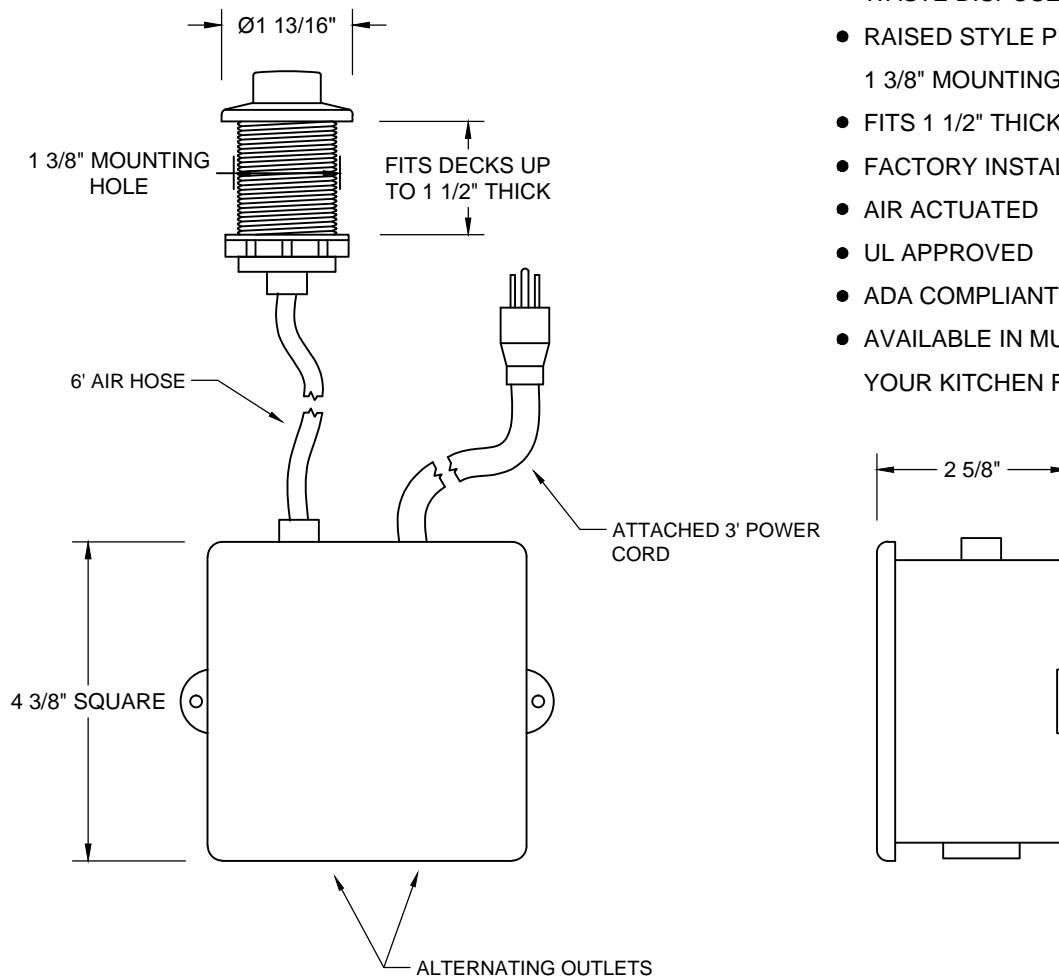 Ø1 13/16"
1 3/8" MOUNTING
HOLE
FITS DECKS UP
TO 1 1/2" THICK
6' AIR HOSE
ATTACHED 3' POWER
CORD
4 3/8" SQUARE
ALTERNATING OUTLETS
WASTE
RAISED STYLE
1 3/8" MOUNTING
FITS 1 1/2" THICK
FACTORY
AIR ACTUATED
UL APPROVED
ADA COMPLIANT
AVAILABLE IN
YOUR KITCHEN
2 5/8"